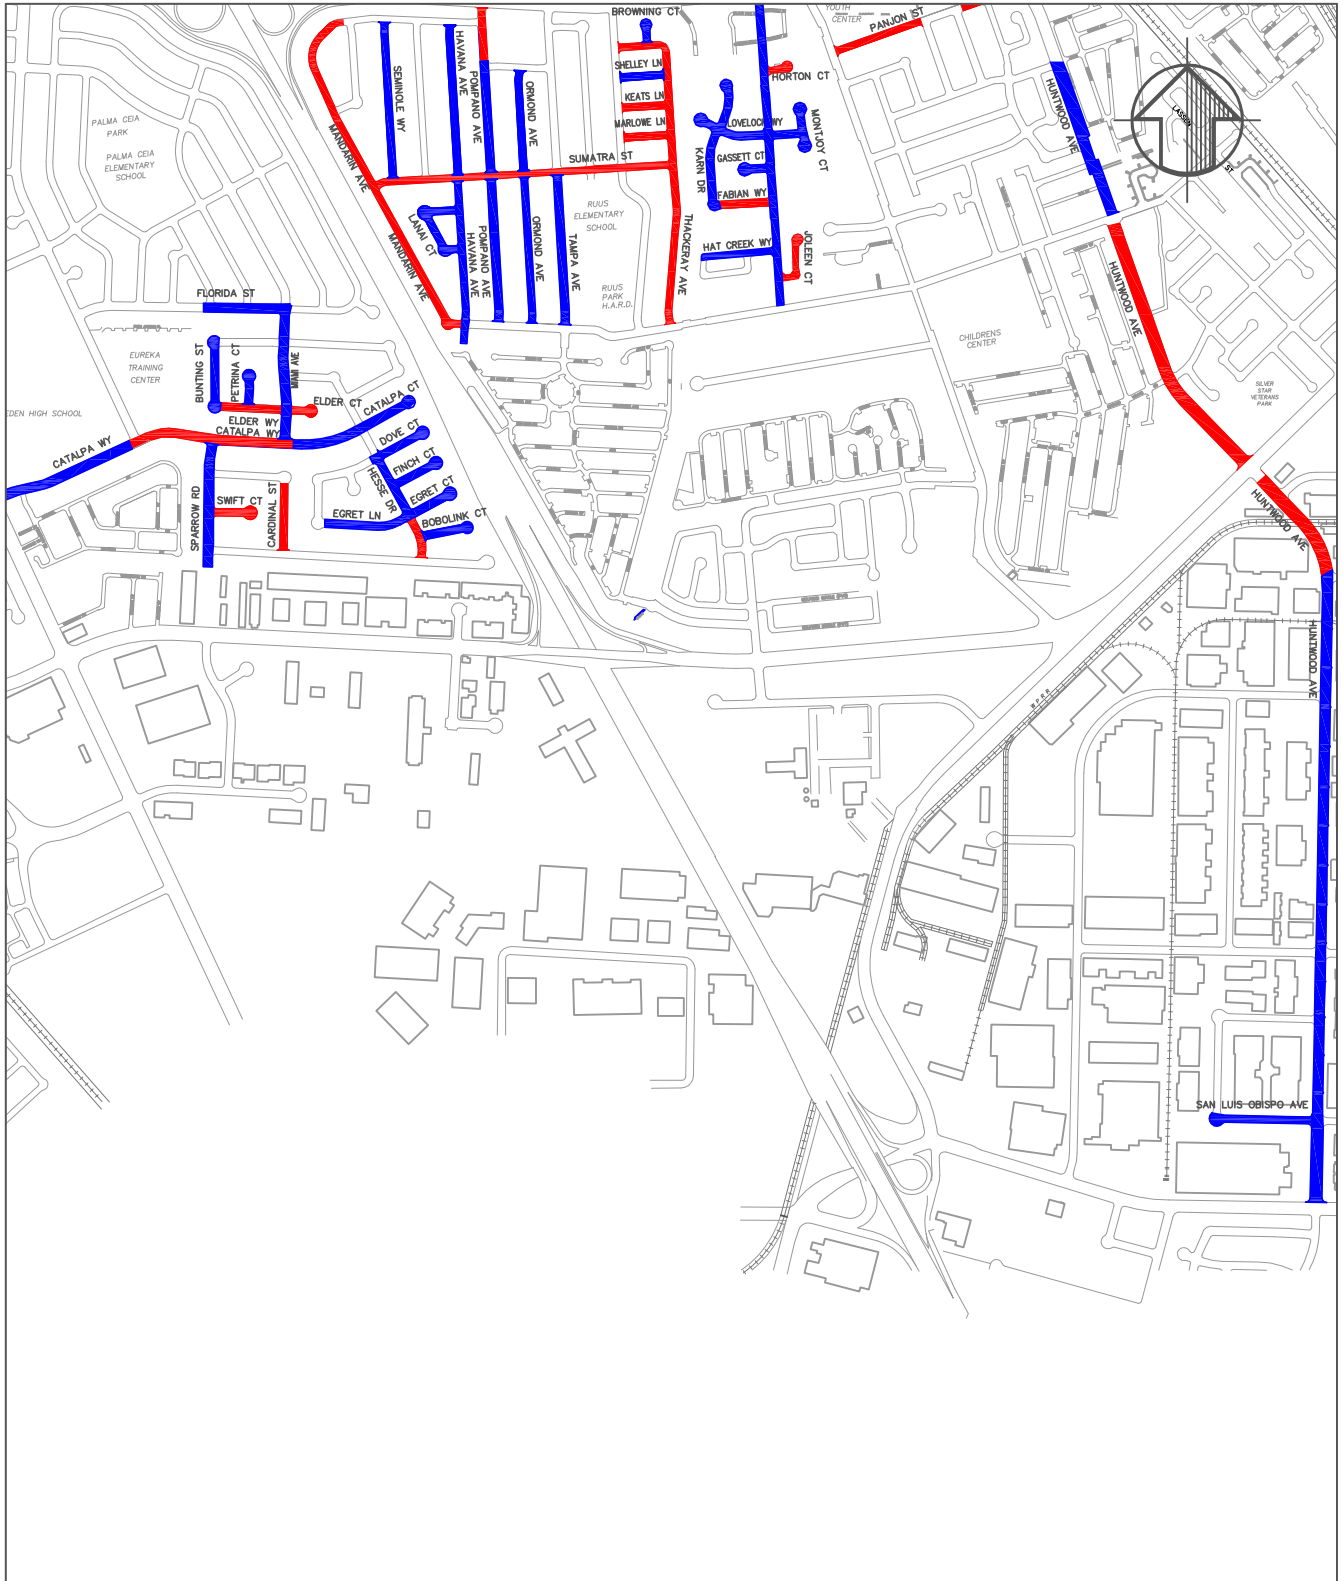 YOUTH
CENTER
BROWNING CT
PANJON ST
SHELLEY LN
HORTON CT
KEATS LN
MARLOWE LN
SEMINOLE WY
HAVANA AVE
POMPANO AVE
ORMOND AVE
HUNTWOOD AVE
LASSEN
ST
PALMA CEIA
PARK
PALMA CEIA
ELEMENTARY
SCHOOL
MANDARIN AVE
SUMATRA ST
LOVELOCK WY
MONTJOY CT
KARN DR
GASSETT CT
FABIAN WY
RUUS
ELEMENTARY
SCHOOL
LANAI CT
MANDARIN AVE
HAVANA AVE
POMPANO AVE
ORMOND AVE
TAMPA AVE
THACKERAY AVE
HAT CREEK WY
JOLEEN CT
HUNTWOOD AVE
RUUS
PARK
H.A.R.D.
FLORIDA ST
CHILDRENS
CENTER
EUREKA
TRAINING
CENTER
BUNTING ST
PETRINA CT
MIAMI AVE
ELDER CT
CATALPA CT
SILVER
STAR
VETERANS
PARK
EDEN HIGH SCHOOL
ELDER WY
CATALPA WY
CATALPA WY
DOVE CT
FINCH CT
HESSE DR
EGRET CT
EGRET LN
BOBOLINK CT
SPARROW RD
SWIFT CT
CARDINAL ST
HUNTWOOD AVE
HUNTWOOD AVE
W P R R
SAN LUIS OBISPO AVE